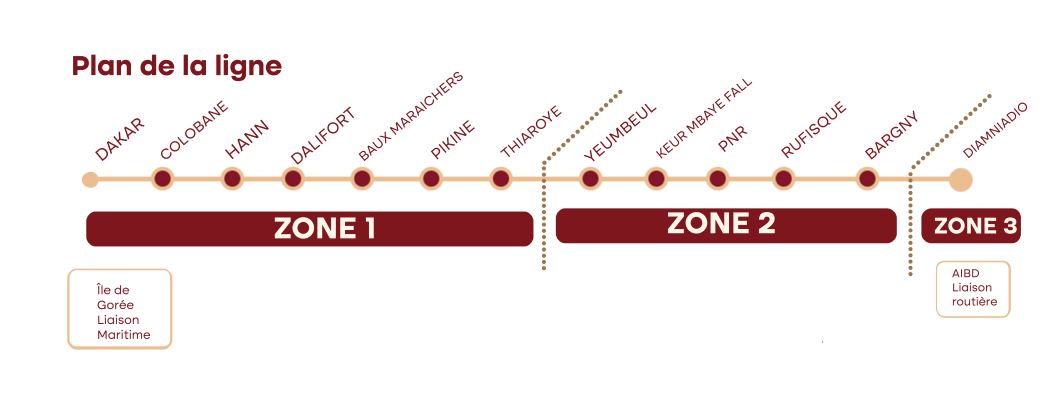 Plan de la ligne
DAKAR
COLOBANE
HANN
DALIFORT
BAUX MARAICHERS
PIKINE
THIAROYE
YEUMBEUL
KEUR MBAYE FALL
PNR
RUFISQUE
BARGNY
DIAMNIADIO
ZONE 1
ZONE 2
ZONE 3
Île de
Gorée
Liaison
Maritime
AIBD
Liaison
routière